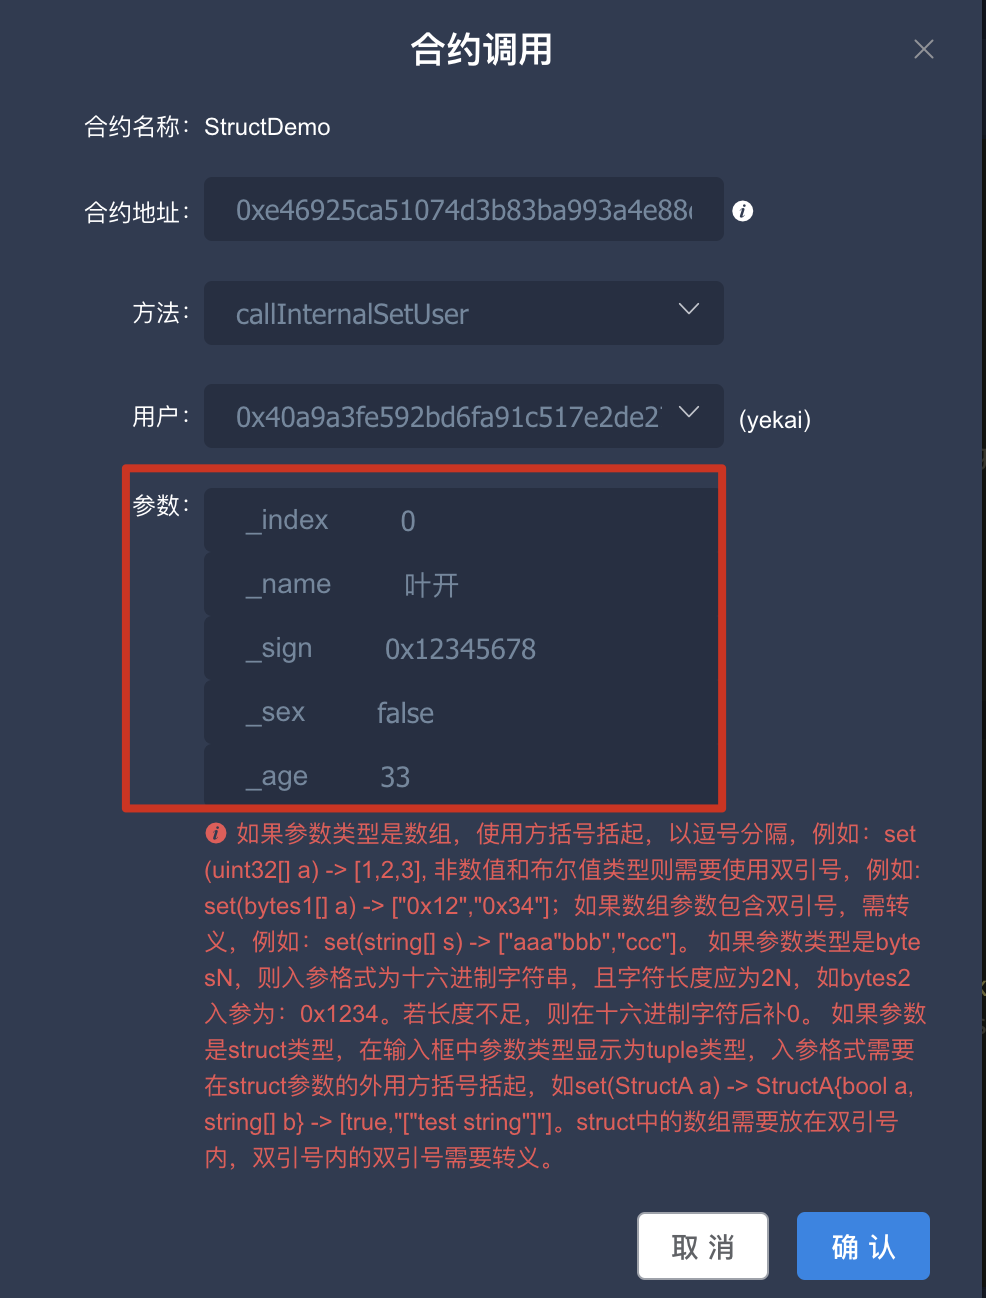 合约调用
合约名称： StructDemo
合约地址： 0xe46925ca51074d3b83ba993a4e88
方法： callInternalSetUser
用户： 0x40a9a3fe592bd6fa91c517e2de2 (yekai)
参数： _index 0
_name 叶开
_sign 0x12345678
_sex false
_age 33
如果参数类型是数组，使用方括号括起，以逗号分隔，例如：set
(uint32[] a) -> [1,2,3], 非数值和布尔值类型则需要使用双引号，例如:
set(bytes1[] a) -> ["0x12","0x34"]；如果数组参数包含双引号，需转
义，例如：set(string[] s) -> ["aaa"bbb","ccc"]。 如果参数类型是byte
sN，则入参格式为十六进制字符串，且字符长度应为2N，如bytes2
入参为：0x1234。若长度不足，则在十六进制字符后补0。 如果参数
是struct类型，在输入框中参数类型显示为tuple类型，入参格式需要
在struct参数的外用方括号括起，如set(StructA a) -> StructA{bool a,
string[] b} -> [true,"["test string"]"]。struct中的数组需要放在双引号
内，双引号内的双引号需要转义。
取 消 确 认